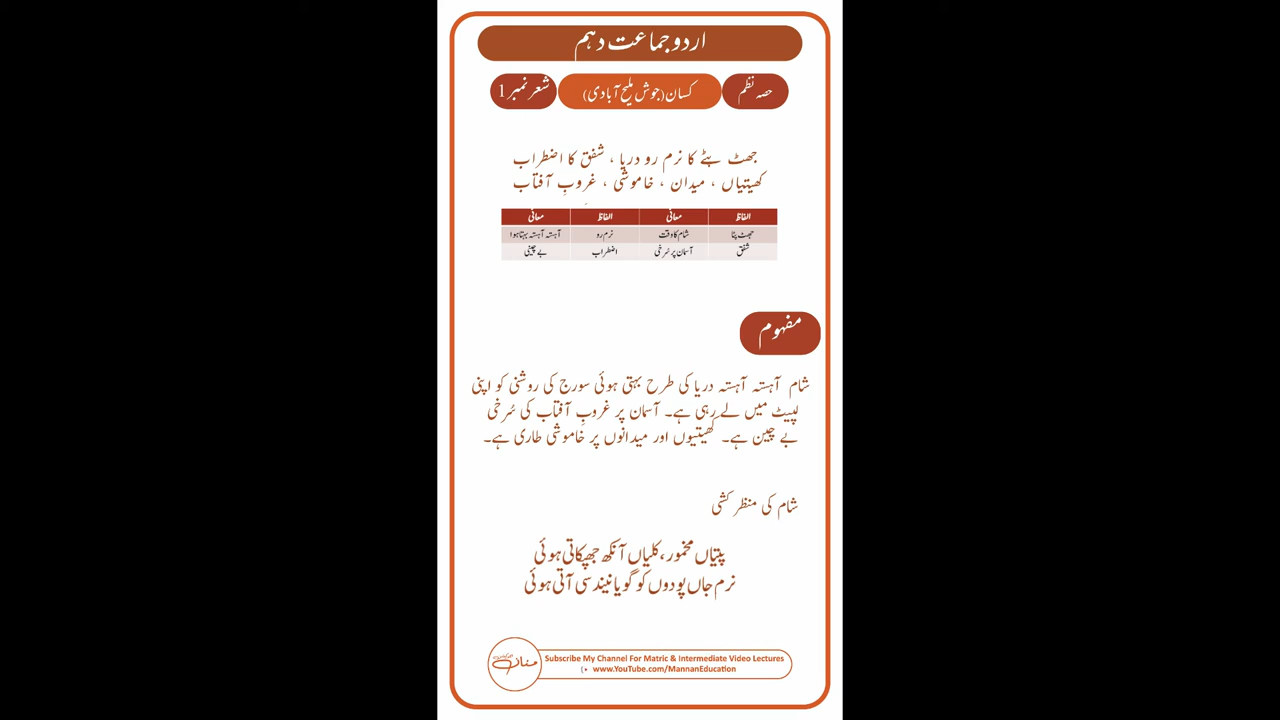 اردو جماعت دہم
حصہ نظم
کسان (جوش ملیح آبادی)
شعر نمبر 1
جھٹ پٹے کا نرم رو دریا ، شفق کا اضطراب
کھیتیاں ، میدان ، خاموشی ، غروبِ آفتاب
الفاظ معانی الفاظ معانی
جھٹ پٹا شام کا وقت نرم رو آہستہ آہستہ بہتا ہوا
شفق آسمان پر سُرخی اضطراب بے چینی
مفہوم
شام آہستہ آہستہ دریا کی طرح بہتی ہوئی سورج کی روشنی کو اپنی
لپیٹ میں لے رہی ہے۔ آسمان پر غروبِ آفتاب کی سُرخی
بے چین ہے۔ کھیتیوں اور میدانوں پر خاموشی طاری ہے۔
شام کی منظر کشی
پتیاں مخمور، کلیاں آنکھ جھپکاتی ہوئی
نرم جاں پودوں کو گویا نیند سی آتی ہوئی
منان
Subscribe My Channel For Matric & Intermediate Video Lectures
www.YouTube.com/MannanEducation